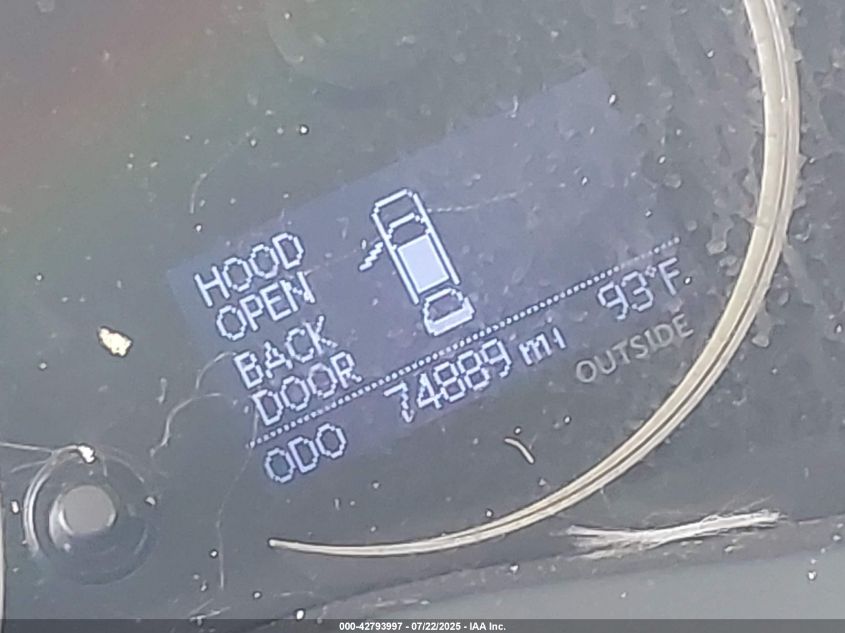 HOOD
OPEN
BACK
DOOR
ODO 74889 mi 93°F
OUTSIDE
000-42793997 - 07/22/2025 - IAA Inc.